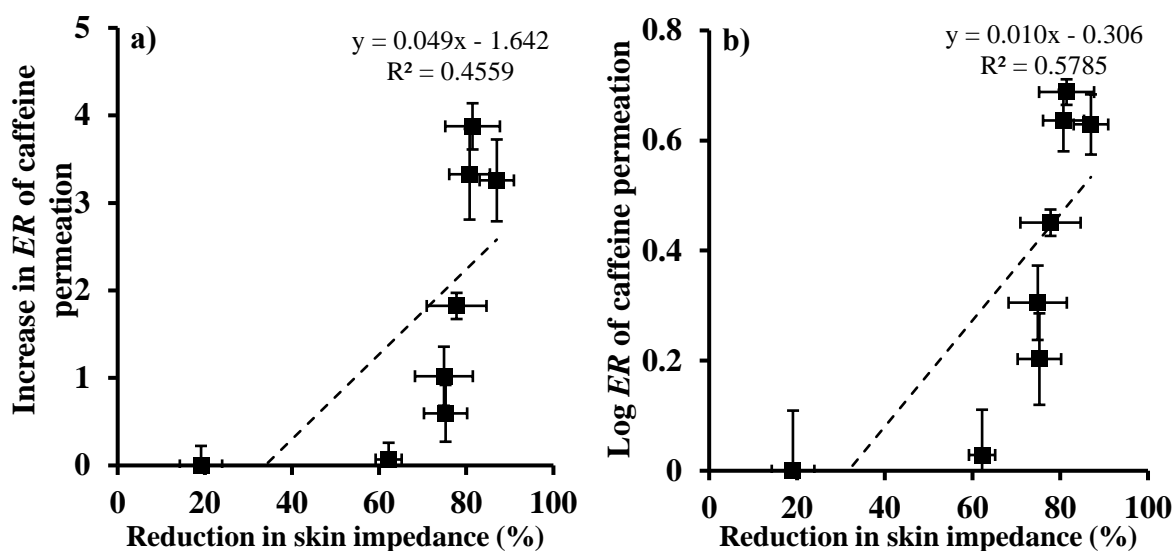 a)
y = 0.049x - 1.642
R² = 0.4559
5
4
3
2
1
0
Increase in ER of caffeine
permeation
0 20 40 60 80 100
Reduction in skin impedance (%)
b)
y = 0.010x - 0.306
R² = 0.5785
0.8
0.6
0.4
0.2
0
Log ER of caffeine permeation
0 20 40 60 80 100
Reduction in skin impedance (%)